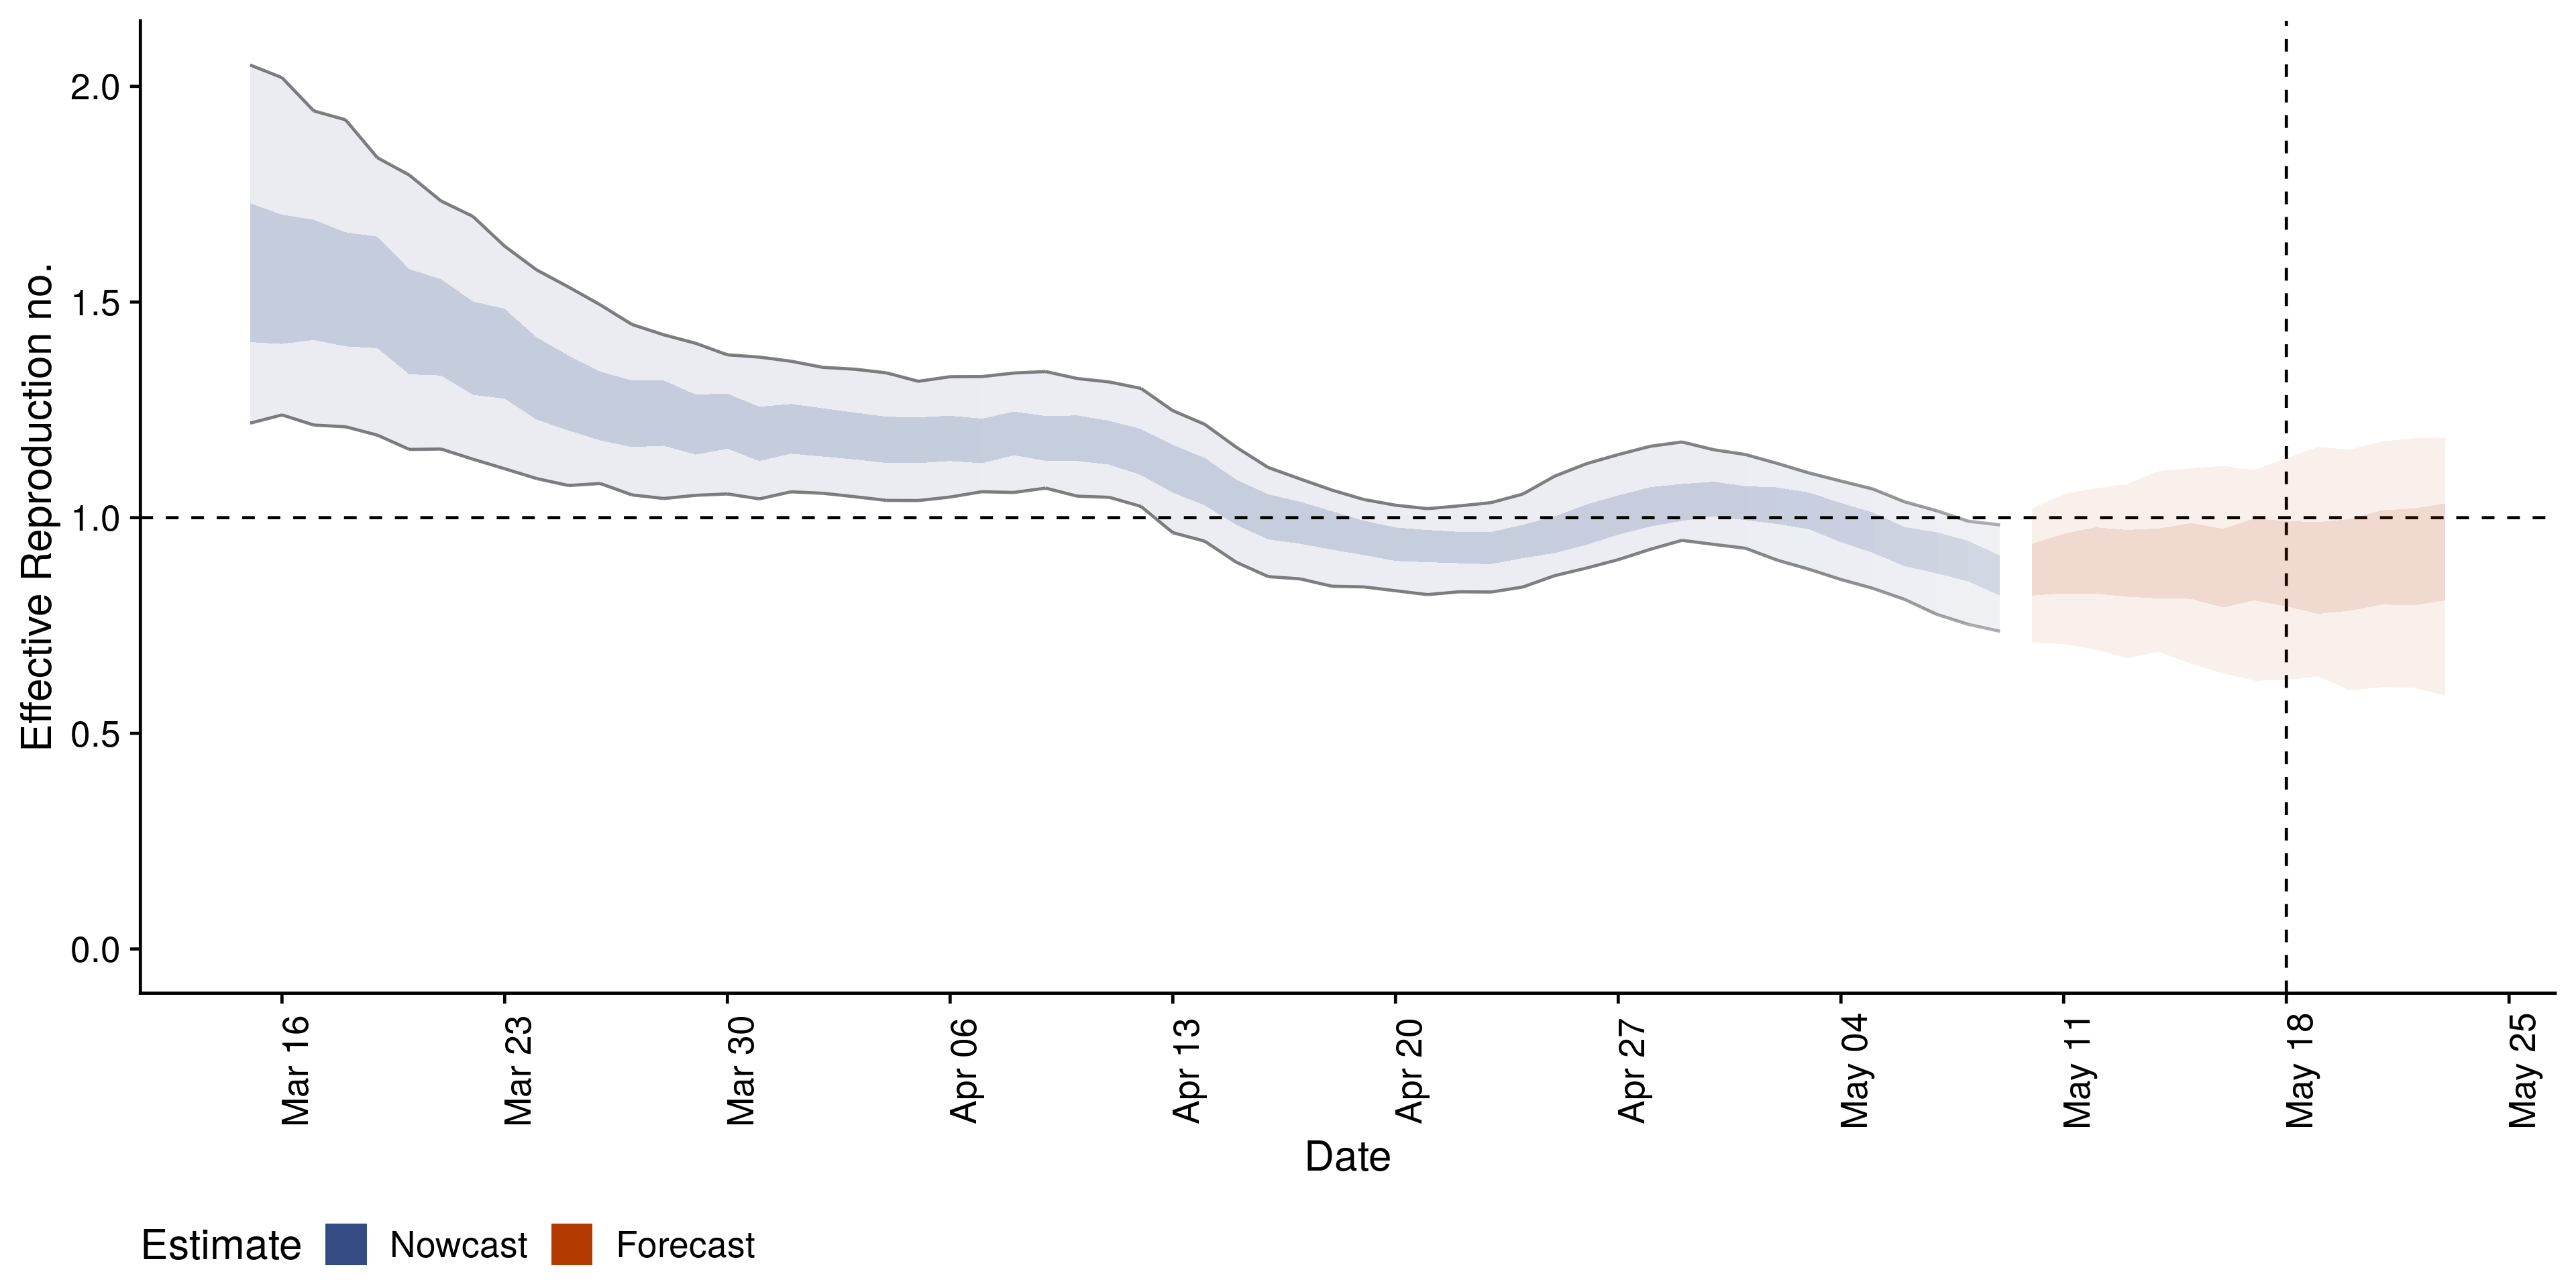 Effective Reproduction no.
2.0
1.5
1.0
0.5
0.0
Mar 16
Mar 23
Mar 30
Apr 06
Apr 13
Apr 20
Apr 27
May 04
May 11
May 18
May 25
Date
Estimate Nowcast Forecast